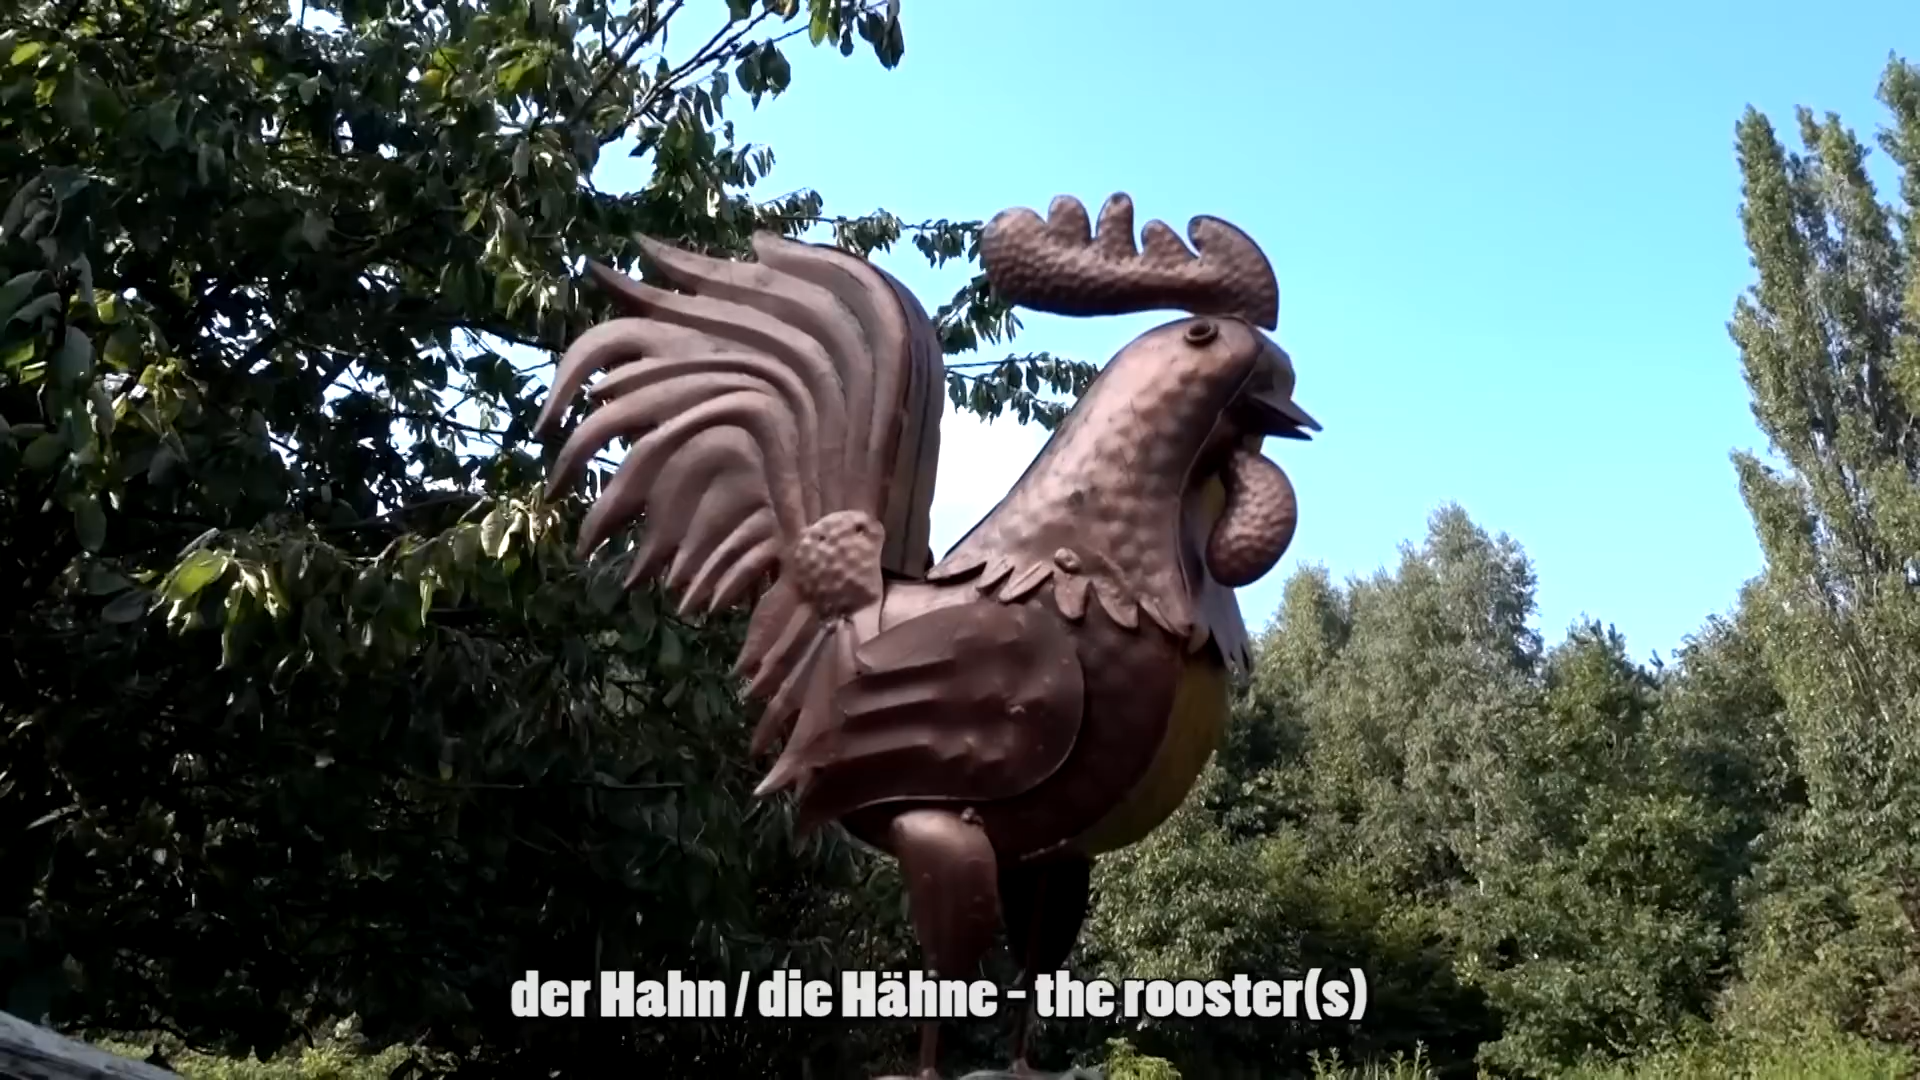 der Hahn / die Hähne - the rooster(s)